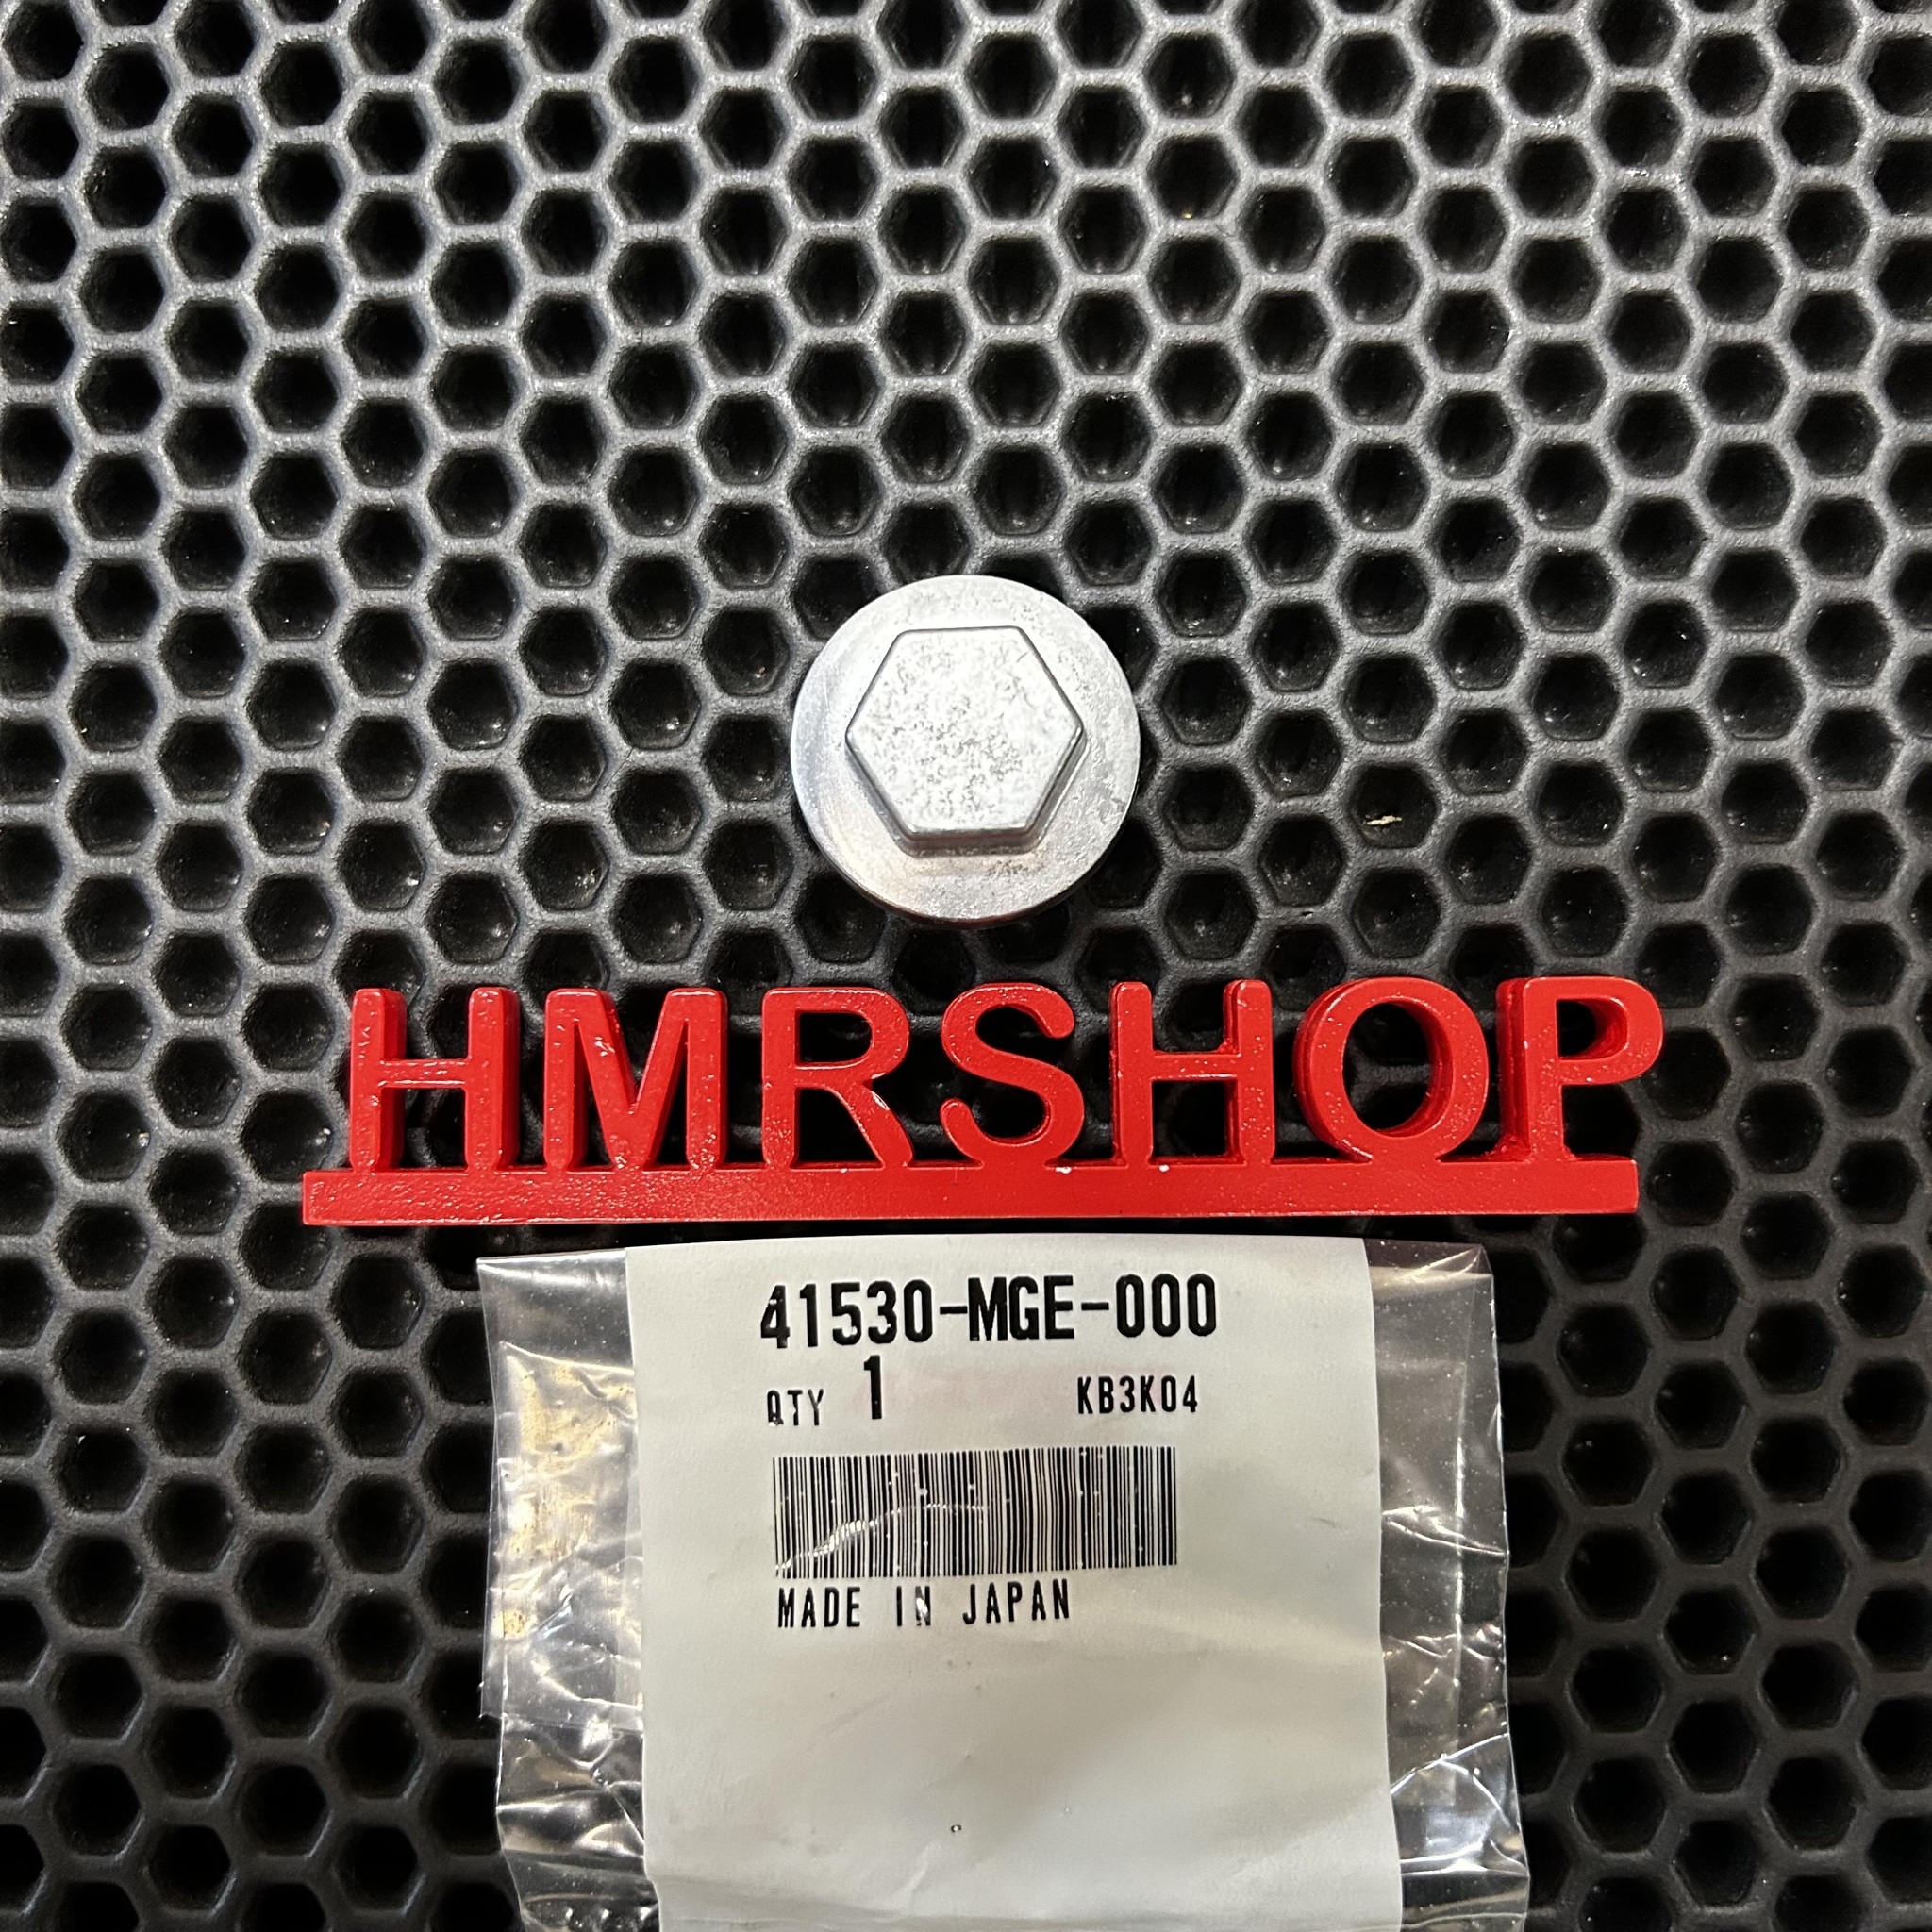 HMRSHOP
41530-MGE-000
QTY 1 KB3K04
MADE IN JAPAN